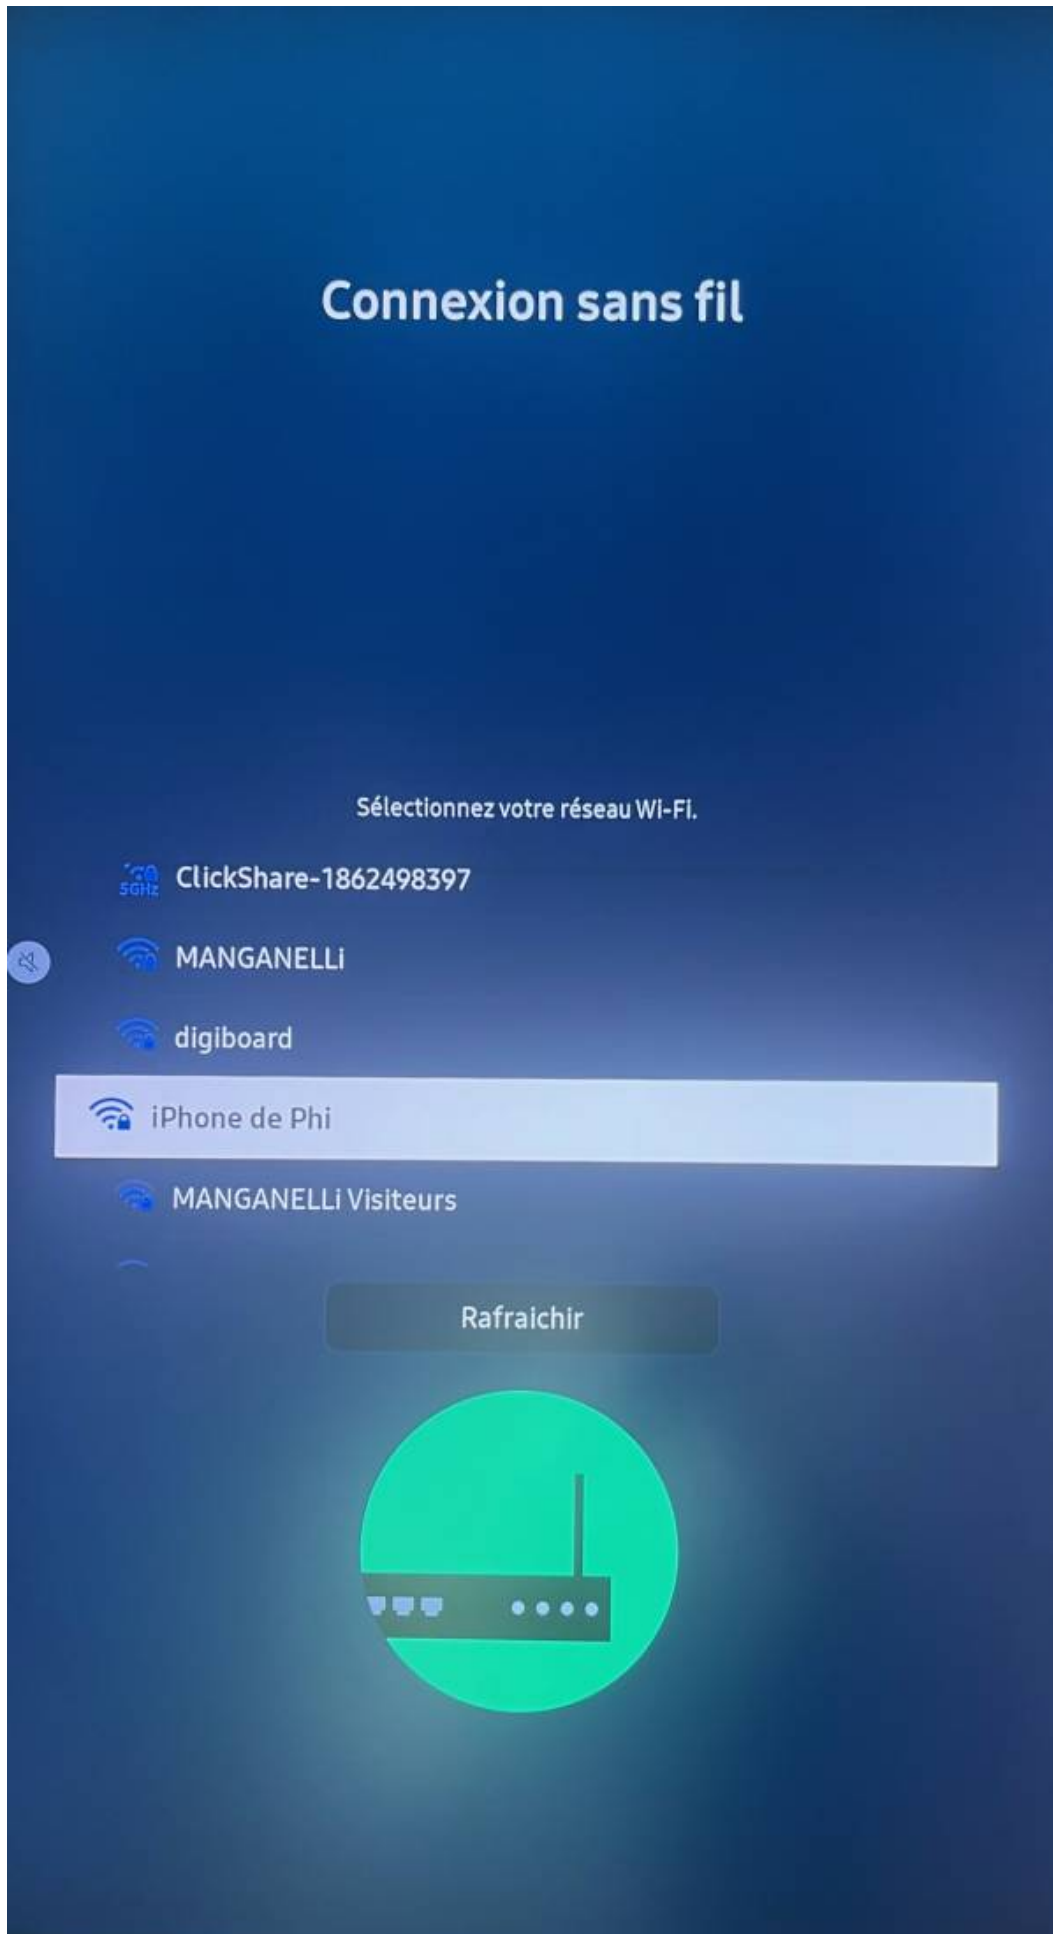 Connexion sans fil
Sélectionnez votre réseau Wi-Fi.
5GHz
ClickShare-1862498397
MANGANELLi
digiboard
iPhone de Phi
MANGANELLi Visiteurs
Rafraichir